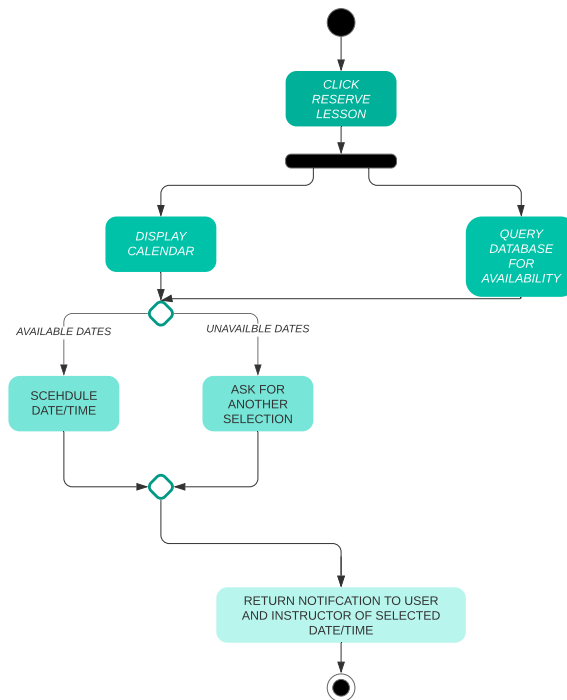 CLICK
RESERVE
LESSON
DISPLAY
CALENDAR
QUERY
DATABASE
FOR
AVAILABILITY
AVAILABLE DATES
UNAVAILBLE DATES
SCEHDULE
DATE/TIME
ASK FOR
ANOTHER
SELECTION
RETURN NOTIFCATION TO USER
AND INSTRUCTOR OF SELECTED
DATE/TIME